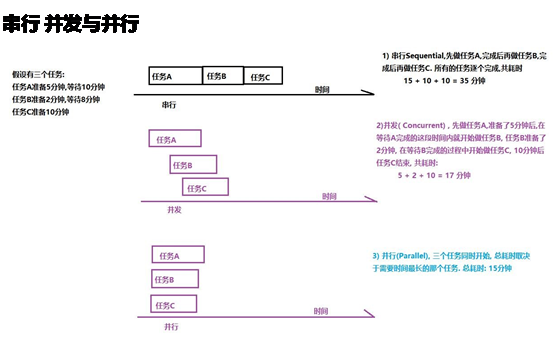 串行 并发与并行
假设有三个任务:
任务A准备5分钟,等待10分钟
任务B准备2分钟,等待8分钟
任务C准备10分钟
任务A
任务B
任务C
时间
串行
1) 串行Sequential,先做任务A,完成后再做任务B,完
成后再做任务C. 所有的任务逐个完成,共耗时
15 + 10 + 10 = 35 分钟
任务A
任务B
任务C
时间
并发
2)并发( Concurrent) , 先做任务A,准备了5分钟后,在
等待A完成的这段时间内就开始做任务B, 任务B准备了
2分钟, 在等待B完成的过程中开始做任务C, 10分钟后
任务C结束, 共耗时:
5 + 2 + 10 = 17 分钟
任务A
任务B
任务C
时间
并行
3) 并行(Parallel), 三个任务同时开始, 总耗时取决
于需要时间最长的那个任务. 总耗时: 15分钟